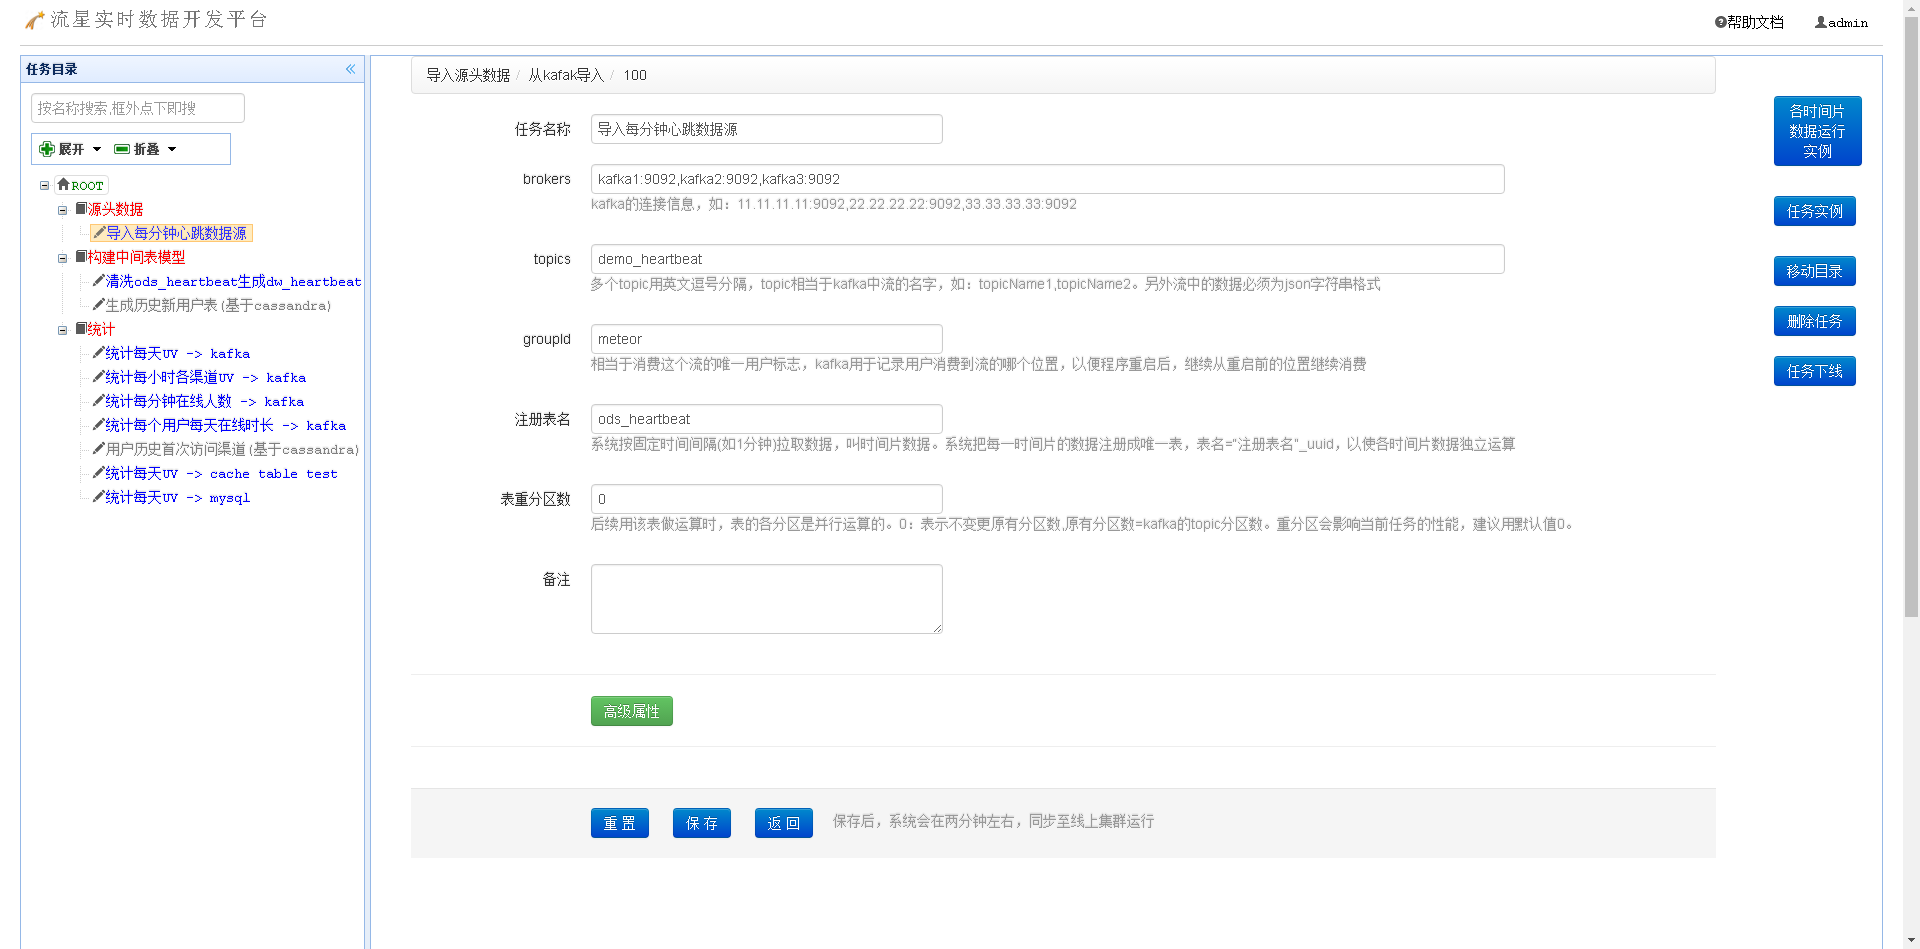 流星实时数据开发平台
帮助文档 admin
任务目录
按名称搜索,框外点下即搜
展开 折叠
ROOT
源头数据
导入每分钟心跳数据源
构建中间表模型
清洗ods_heartbeat生成dw_heartbeat
生成历史新用户表(基于cassandra)
统计
统计每天UV -> kafka
统计每小时各渠道UV -> kafka
统计每分钟在线人数 -> kafka
统计每个用户每天在线时长 -> kafka
用户历史首次访问渠道(基于cassandra)
统计每天UV -> cache table test
统计每天UV -> mysql
导入源头数据 / 从kafak导入 / 100
任务名称 导入每分钟心跳数据源
brokers kafka1:9092,kafka2:9092,kafka3:9092
kafka的连接信息，如：11.11.11.11:9092,22.22.22.22:9092,33.33.33.33:9092
topics demo_heartbeat
多个topic用英文逗号分隔，topic相当于kafka中流的名字，如：topicName1,topicName2。另外流中的数据必须为json字符串格式
groupId meteor
相当于消费这个流的唯一用户标志，kafka用于记录用户消费到流的哪个位置，以便程序重启后，继续从重启前的位置继续消费
注册表名 ods_heartbeat
系统按固定时间间隔(如1分钟)拉取数据，叫时间片数据。系统把每一时间片的数据注册成唯一表，表名="注册表名"_uuid，以使各时间片数据独立运算
表重分区数 0
后续用该表做运算时，表的各分区是并行运算的。0：表示不变更原有分区数,原有分区数=kafka的topic分区数。重分区会影响当前任务的性能，建议用默认值0。
备注
高级属性
重 置 保 存 返 回 保存后，系统会在两分钟左右，同步至线上集群运行
各时间片
数据运行
实例
任务实例
移动目录
删除任务
任务下线